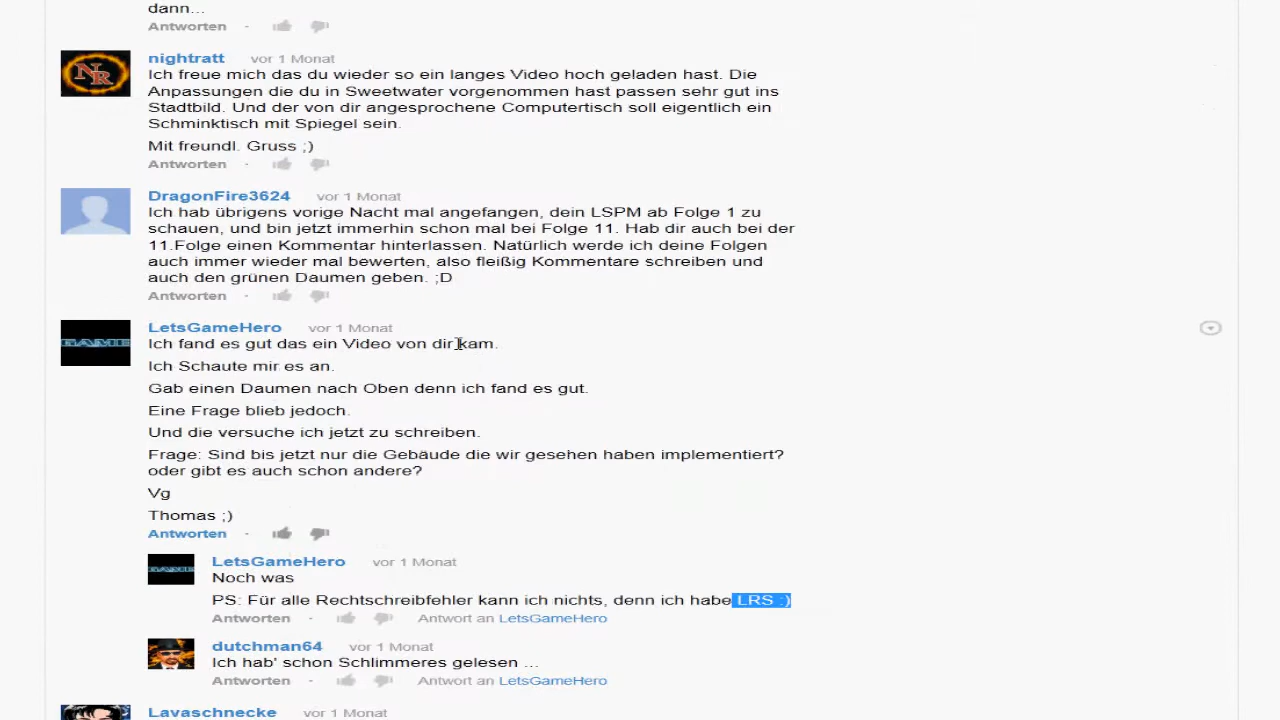 dann...
Antworten ·
nightratt vor 1 Monat
Ich freue mich das du wieder so ein langes Video hoch geladen hast. Die
Anpassungen die du in Sweetwater vorgenommen hast passen sehr gut ins
Stadtbild. Und der von dir angesprochene Computertisch soll eigentlich ein
Schminktisch mit Spiegel sein.
Mit freundl. Gruss ;)
Antworten ·
DragonFire3624 vor 1 Monat
Ich hab übrigens vorige Nacht mal angefangen, dein LSPM ab Folge 1 zu
schauen, und bin jetzt immerhin schon mal bei Folge 11. Hab dir auch bei der
11.Folge einen Kommentar hinterlassen. Natürlich werde ich deine Folgen
auch immer wieder mal bewerten, also fleißig Kommentare schreiben und
auch den grünen Daumen geben. ;D
Antworten ·
LetsGameHero vor 1 Monat
Ich fand es gut das ein Video von dir kam.
Ich Schaute mir es an.
Gab einen Daumen nach Oben denn ich fand es gut.
Eine Frage blieb jedoch.
Und die versuche ich jetzt zu schreiben.
Frage: Sind bis jetzt nur die Gebäude die wir gesehen haben implementiert?
oder gibt es auch schon andere?
Vg
Thomas ;)
Antworten ·
LetsGameHero vor 1 Monat
Noch was
PS: Für alle Rechtschreibfehler kann ich nichts, denn ich habe LRS :)
Antworten · Antwort an LetsGameHero
dutchman64 vor 1 Monat
Ich hab' schon Schlimmeres gelesen ...
Antworten · Antwort an LetsGameHero
Lavaschnecke vor 1 Monat
NR
GAME
GAME